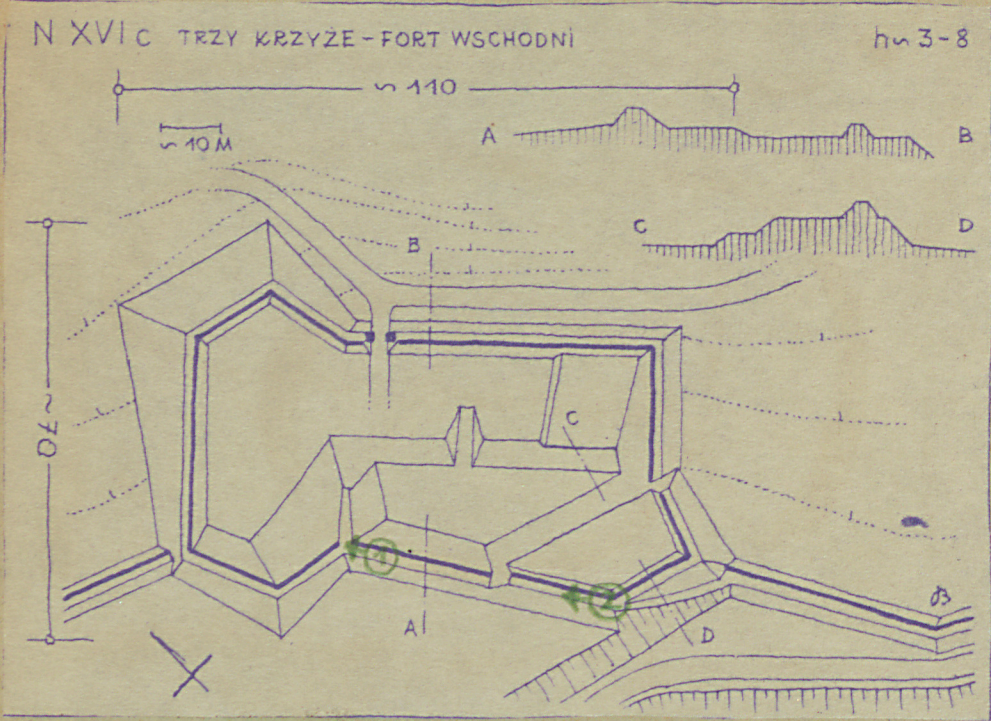 N XVI C TRZY KRZYŻE - FORT WSCHODNI
h ~ 3-8
~ 110
~ 10 M
A B
C D
B
~ 70
C
1
2
B
A
D